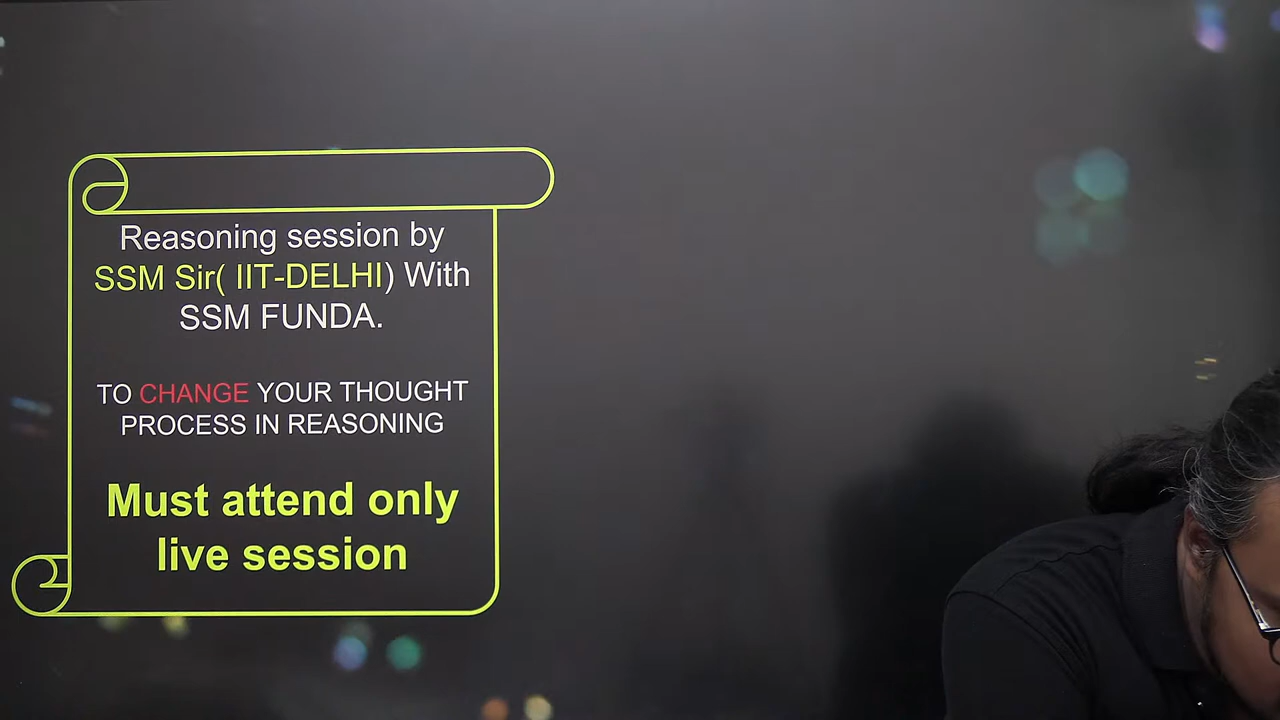 Reasoning session by
SSM Sir( IIT-DELHI) With
SSM FUNDA.
TO CHANGE YOUR THOUGHT
PROCESS IN REASONING
Must attend only
live session